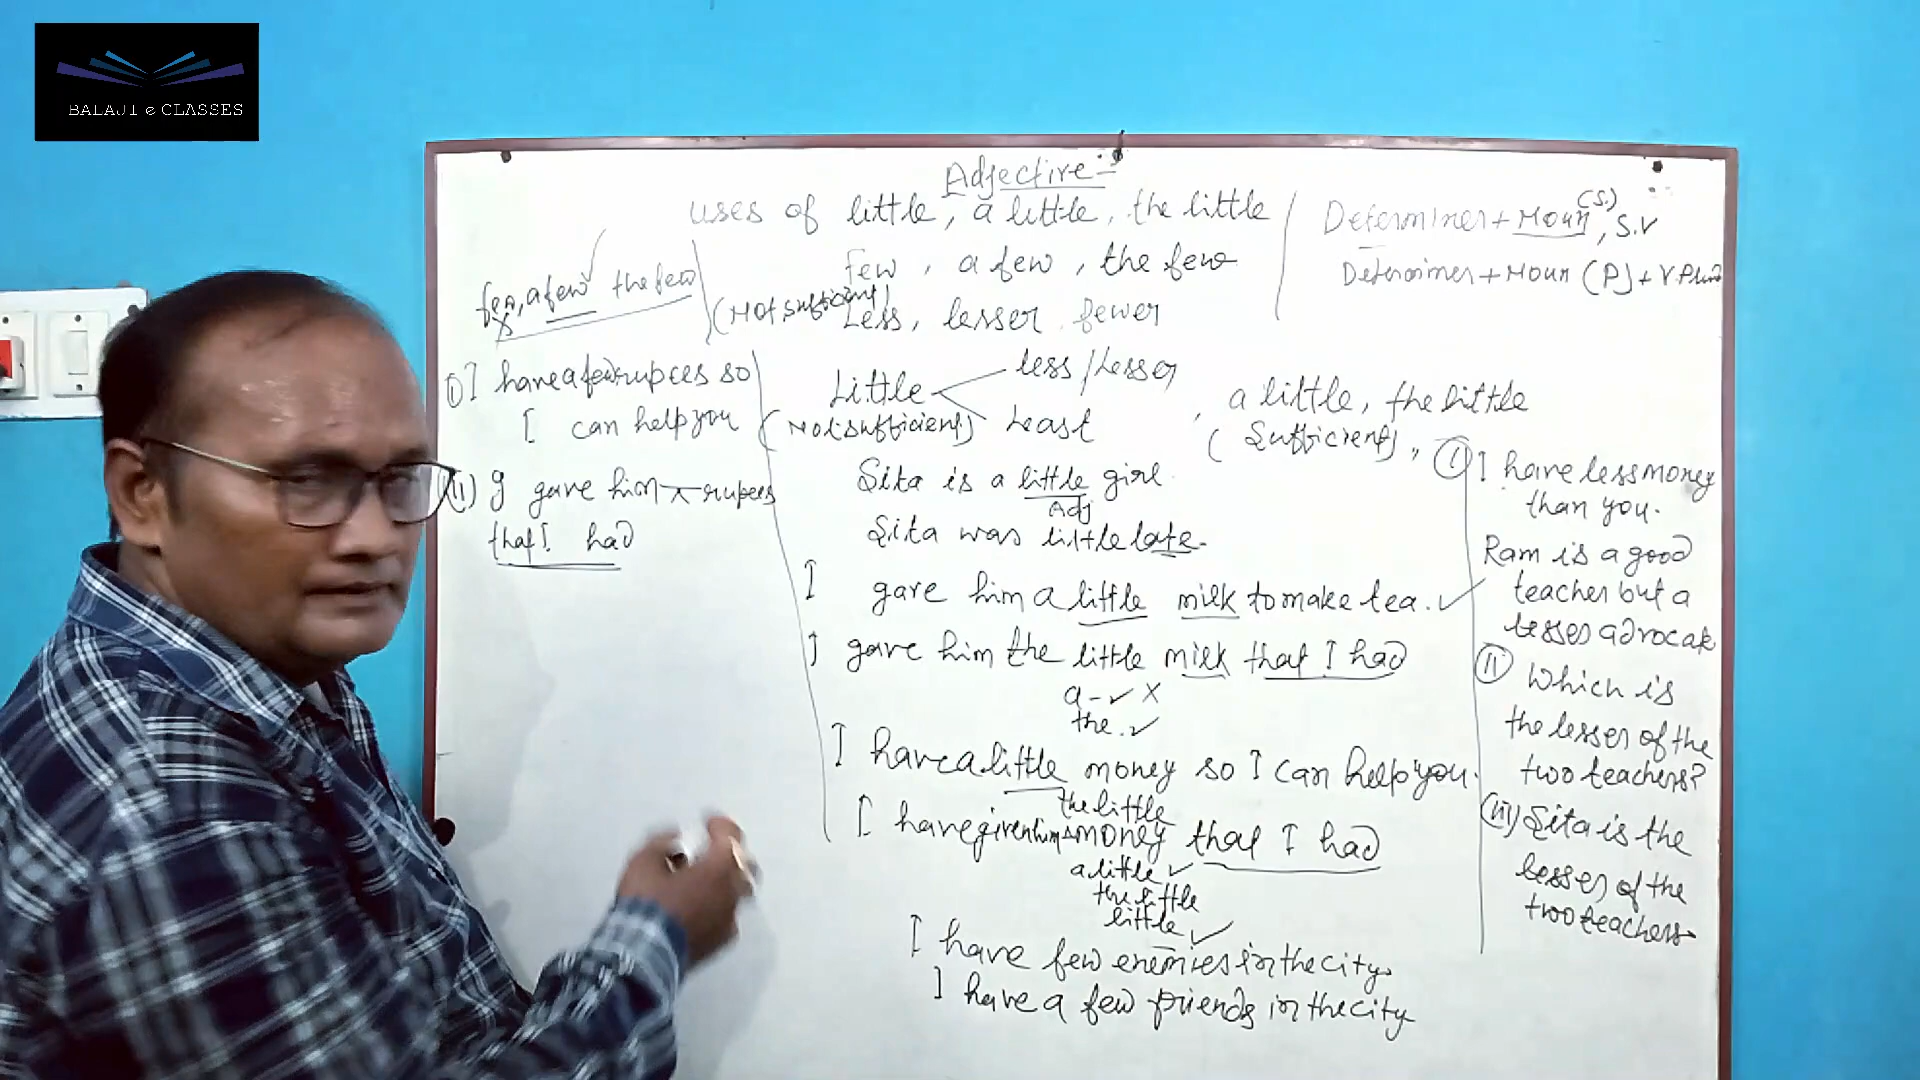 BALAJI e CLASSES
Adjective :-
uses of little, a little, the little
few, a few, the few
Less, lesser fewer
Determiner + Noun (S.), S.V
Determiner + Noun (P) + V Plural
few, a few the few
(Not sufficient)
(i) I have a few rupees so
I can help you
(ii) I gave him rupees
that I had
Little less / Lesser
(Not sufficient) Least
, a little, the little
(Sufficient),
Sita is a little girl.
Adj
Sita was little late.
I gave him a little milk to make tea.
I gave him the little milk that I had
a - ✓ X
the. ✓
I have a little money so I can help you.
the little
I have given him money that I had
a little ✓
the little
little ✓
I have few enemies in the city.
I have a few friends in the city
(I) I have less money
than you.
Ram is a good
teacher but a
lesser
(II) Which is
the lesser of the
two teachers?
(iii) Sita is the
lesser of the
two teachers.